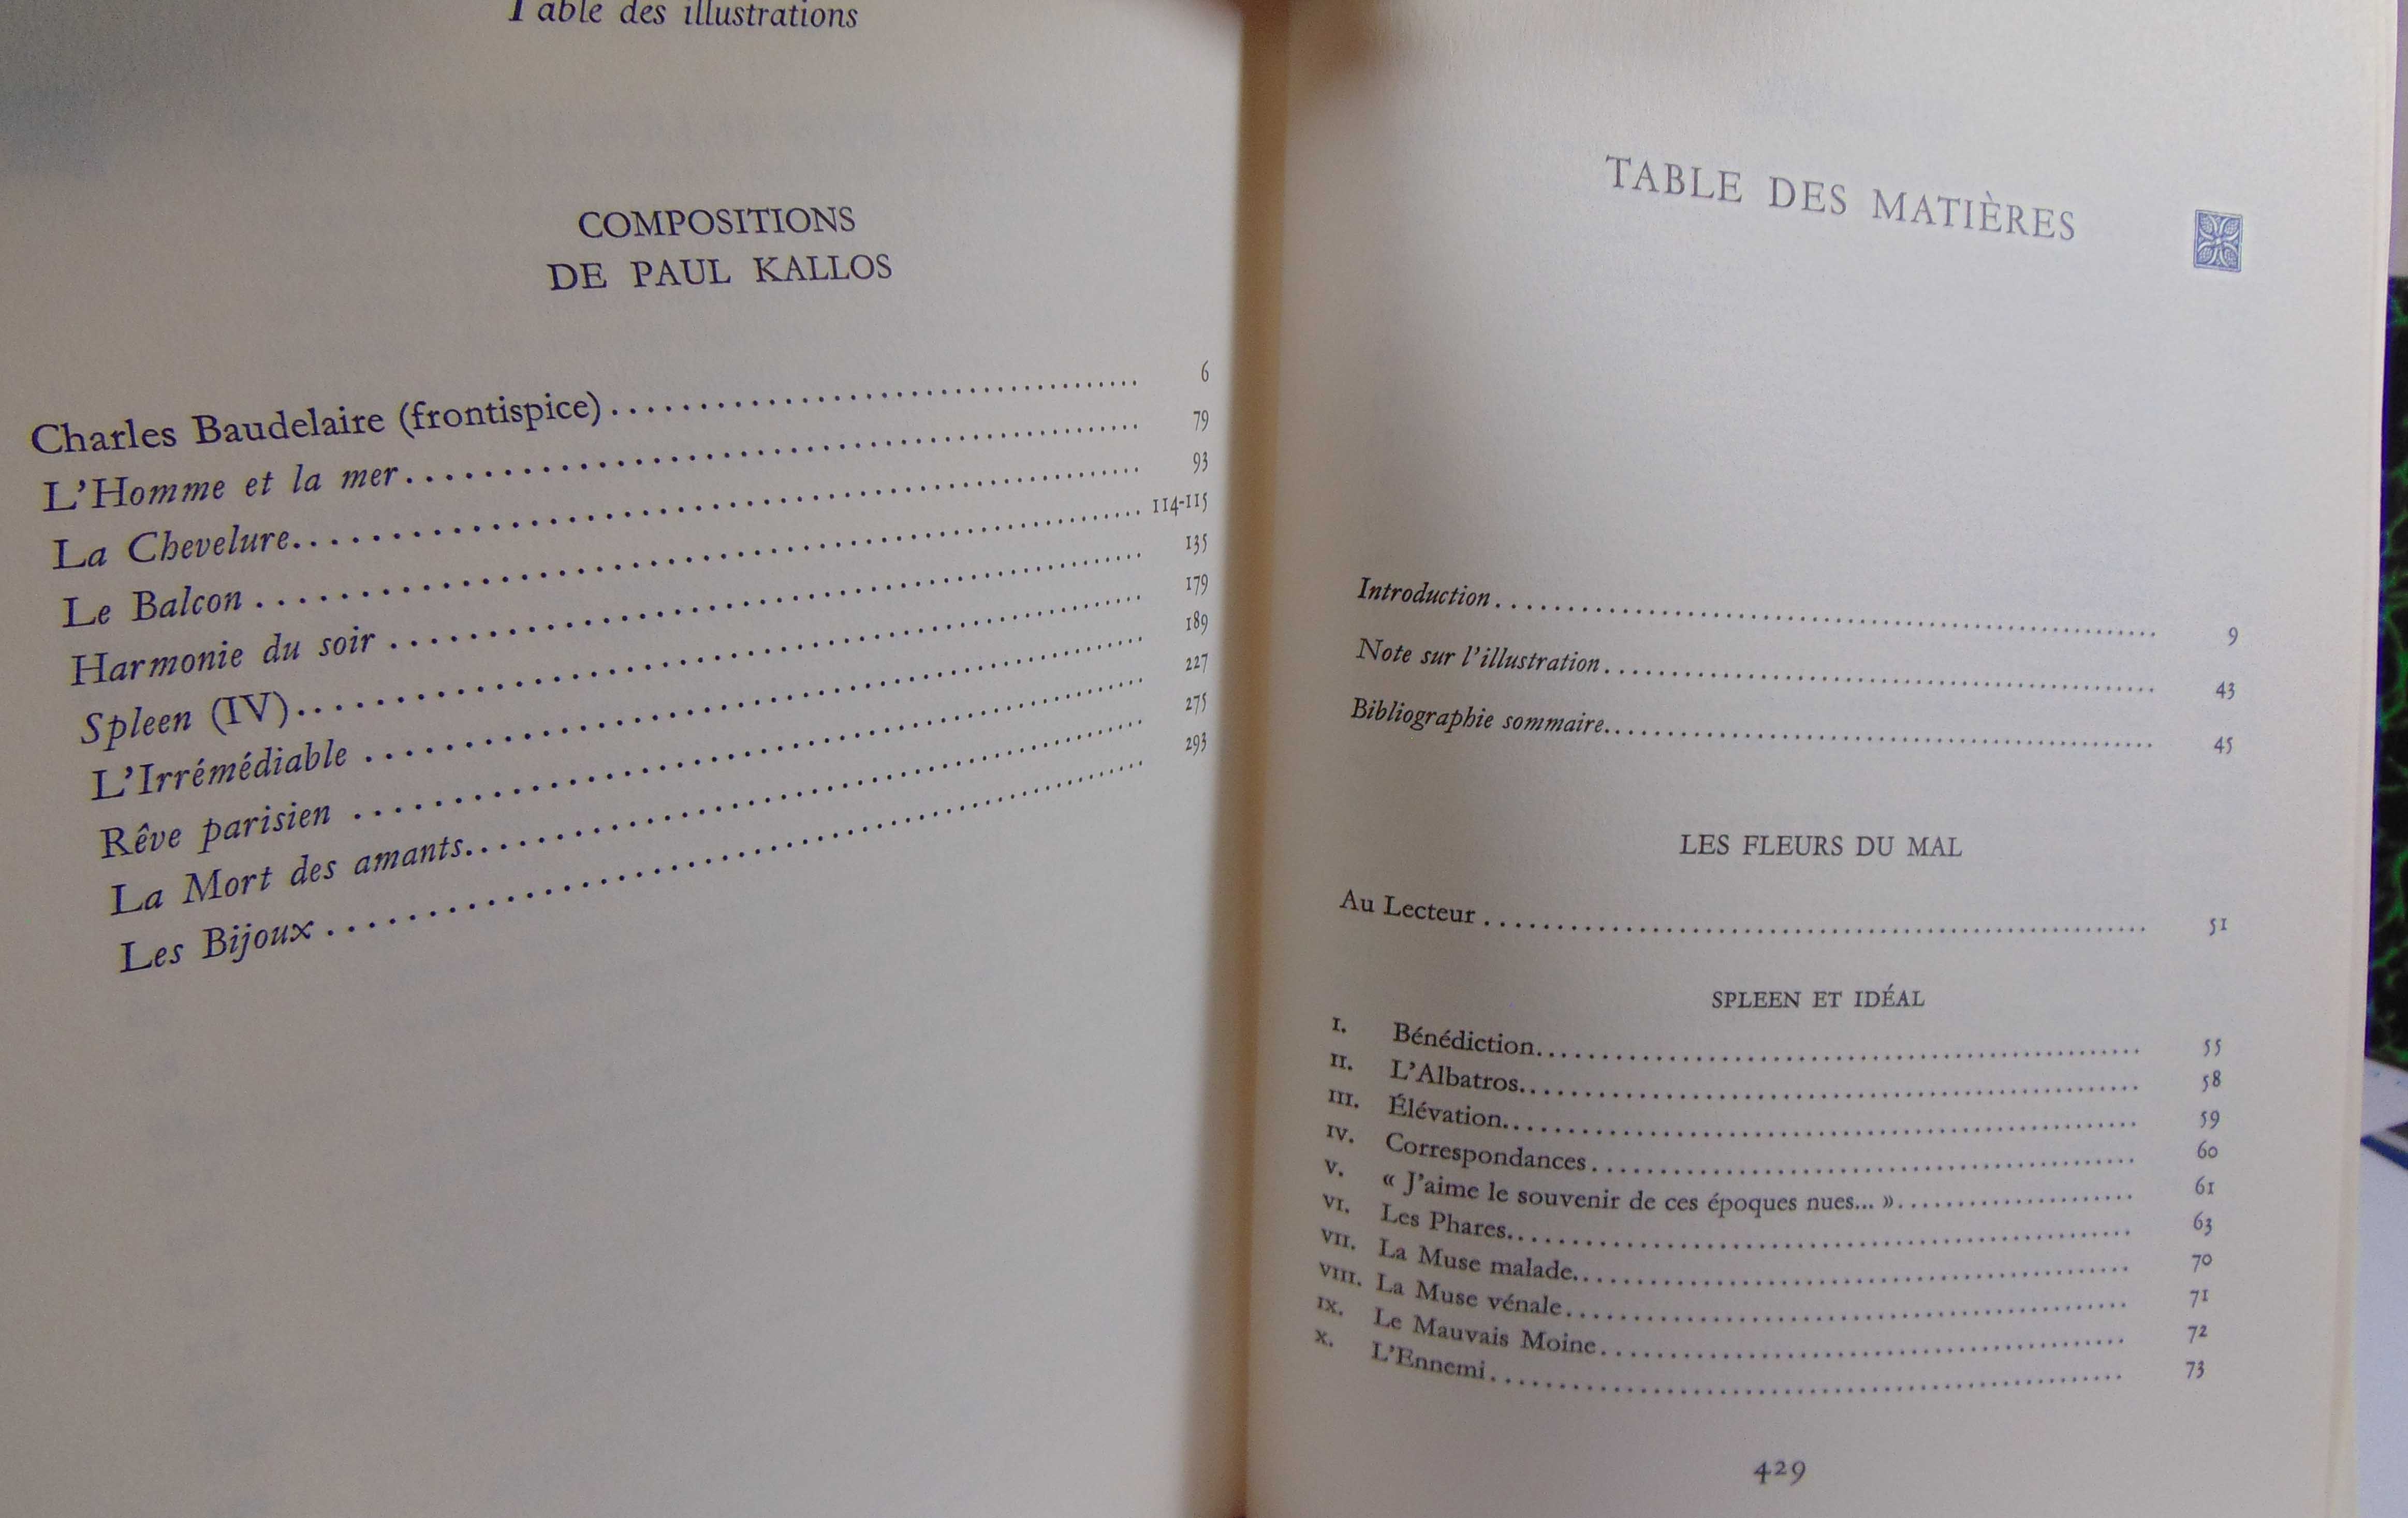 Table des illustrations
COMPOSITIONS
DE PAUL KALLOS
Charles Baudelaire (frontispice) 6
L'Homme et la mer 79
La Chevelure 93
Le Balcon 114-115
Harmonie du soir 135
Spleen (IV) 179
L'Irrémédiable 189
Rêve parisien 227
La Mort des amants 275
Les Bijoux 293
TABLE DES MATIÈRES
Introduction 9
Note sur l'illustration 43
Bibliographie sommaire 45
LES FLEURS DU MAL
Au Lecteur 51
SPLEEN ET IDÉAL
I. Bénédiction 55
II. L'Albatros 58
III. Élévation 59
IV. Correspondances 60
V. « J'aime le souvenir de ces époques nues... » 61
VI. Les Phares 63
VII. La Muse malade 70
VIII. La Muse vénale 71
IX. Le Mauvais Moine 72
X. L'Ennemi 73
429